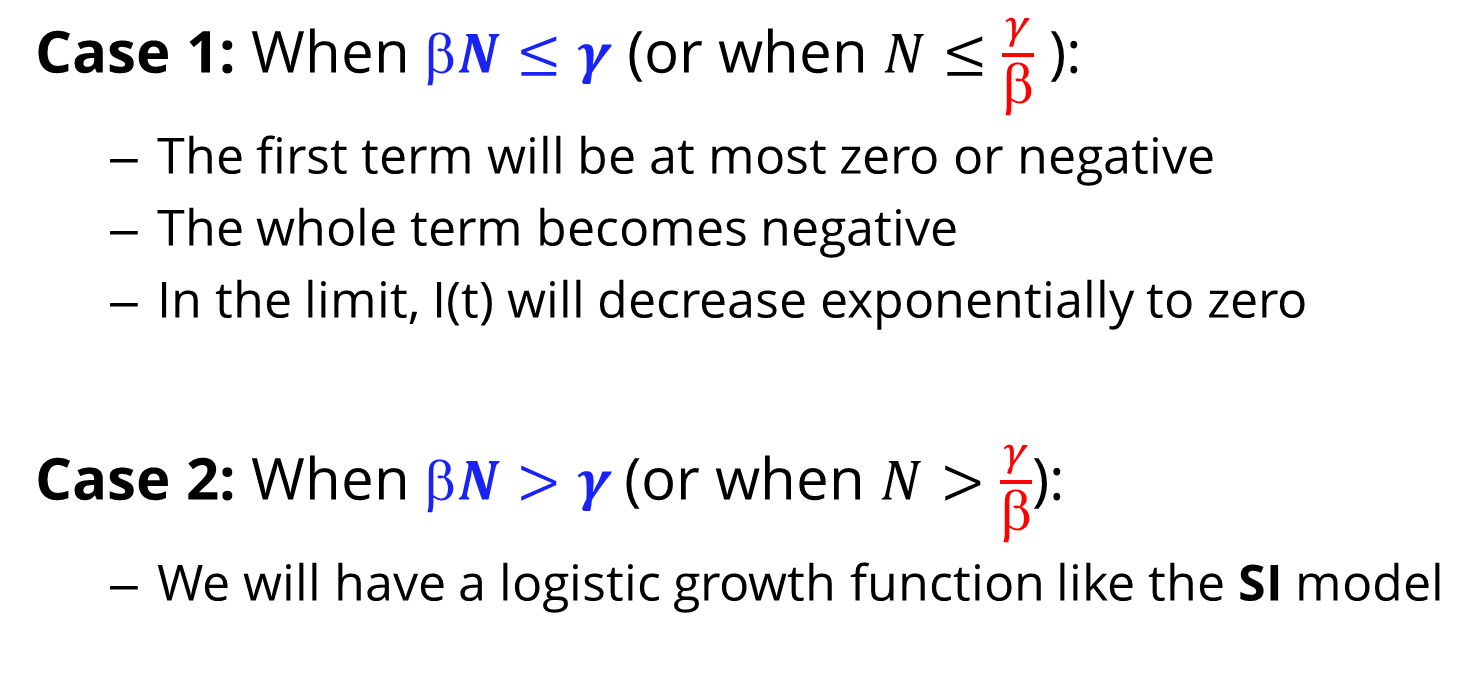 Case 1: When βN ≤ γ (or when N ≤ γ/β ):
– The first term will be at most zero or negative
– The whole term becomes negative
– In the limit, I(t) will decrease exponentially to zero
Case 2: When βN > γ (or when N > γ/β):
– We will have a logistic growth function like the SI model